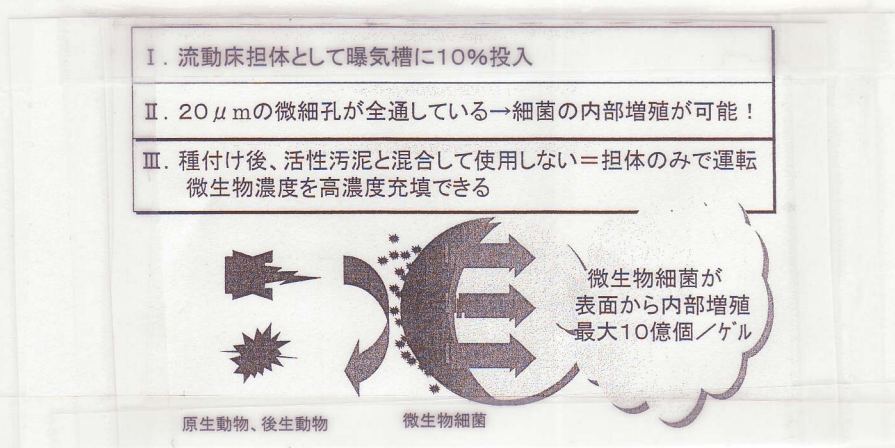 Ⅰ. 流動床担体として曝気槽に10%投入
Ⅱ. 20μmの微細孔が全通している→細菌の内部増殖が可能！
Ⅲ. 種付け後、活性汚泥と混合して使用しない＝担体のみで運転
微生物濃度を高濃度充填できる
微生物細菌が
表面から内部増殖
最大10億個／ゲル
原生動物、後生動物
微生物細菌